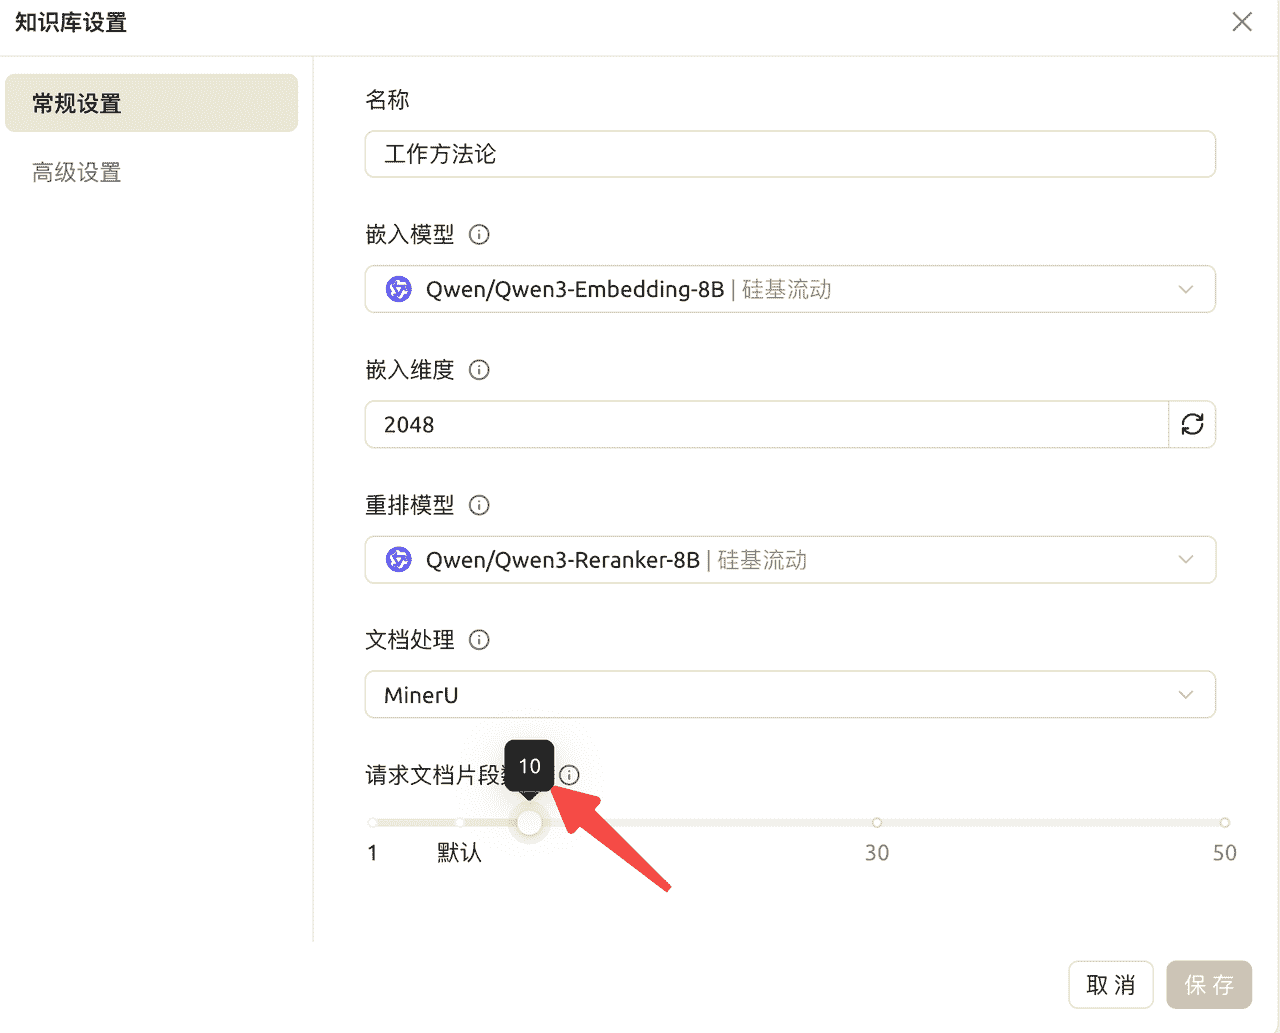 知识库设置
常规设置
高级设置
名称
工作方法论
嵌入模型
Qwen/Qwen3-Embedding-8B | 硅基流动
嵌入维度
2048
重排模型
Qwen/Qwen3-Reranker-8B | 硅基流动
文档处理
MinerU
请求文档片段
10
1 默认 30 50
取消 保存